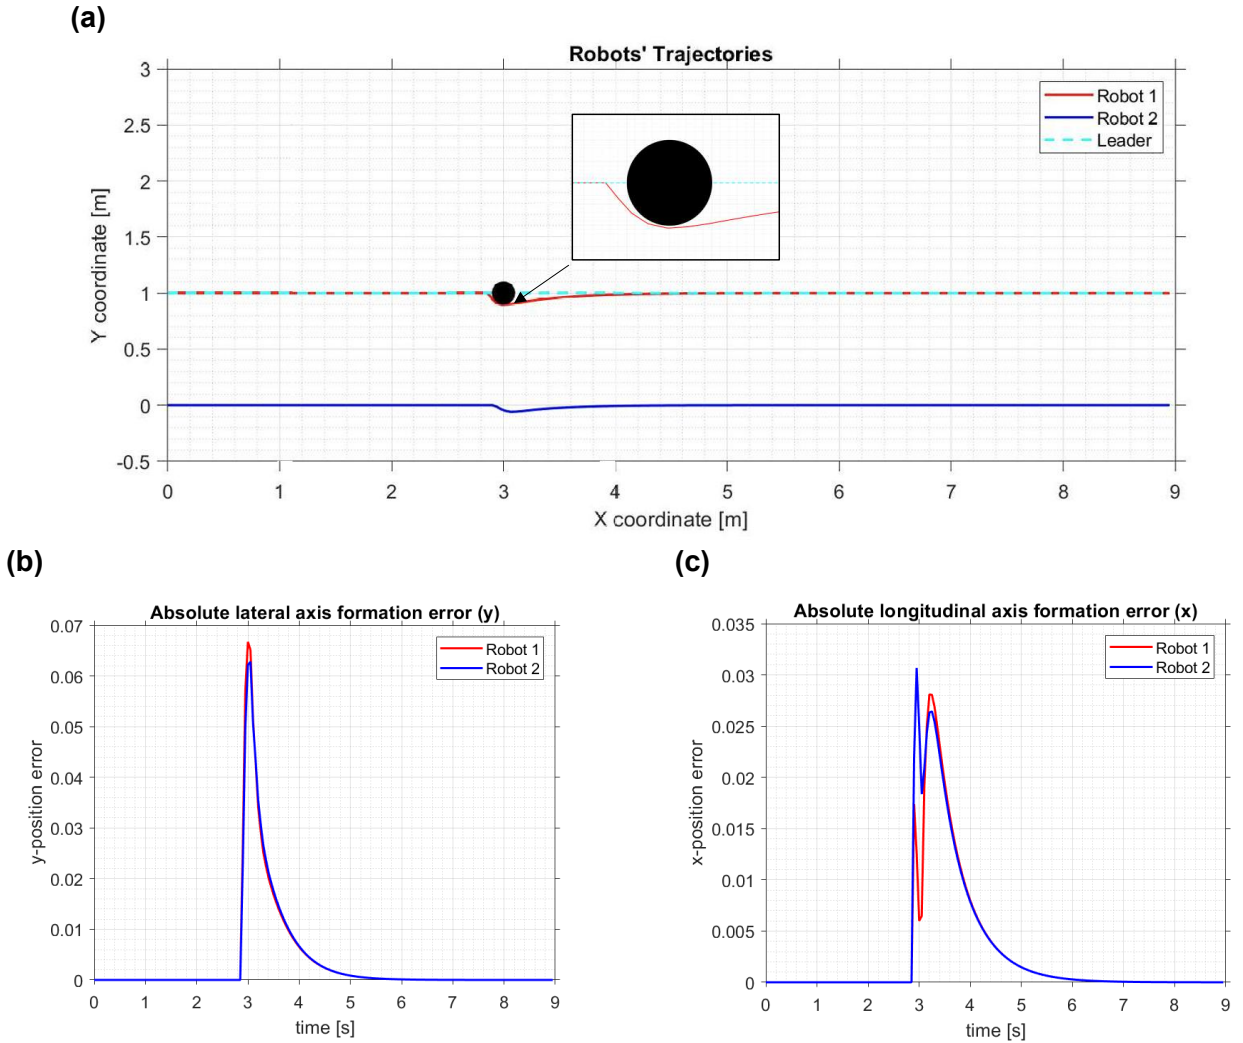 (a)
Robots' Trajectories
3
2.5
2
1.5
1
0.5
0
-0.5
Y coordinate [m]
Robot 1
Robot 2
Leader
0 1 2 3 4 5 6 7 8 9
X coordinate [m]
(b)
Absolute lateral axis formation error (y)
0.07
0.06
0.05
0.04
0.03
0.02
0.01
0
y-position error
Robot 1
Robot 2
0 1 2 3 4 5 6 7 8 9
time [s]
(c)
Absolute longitudinal axis formation error (x)
0.035
0.03
0.025
0.02
0.015
0.01
0.005
0
x-position error
Robot 1
Robot 2
0 1 2 3 4 5 6 7 8 9
time [s]